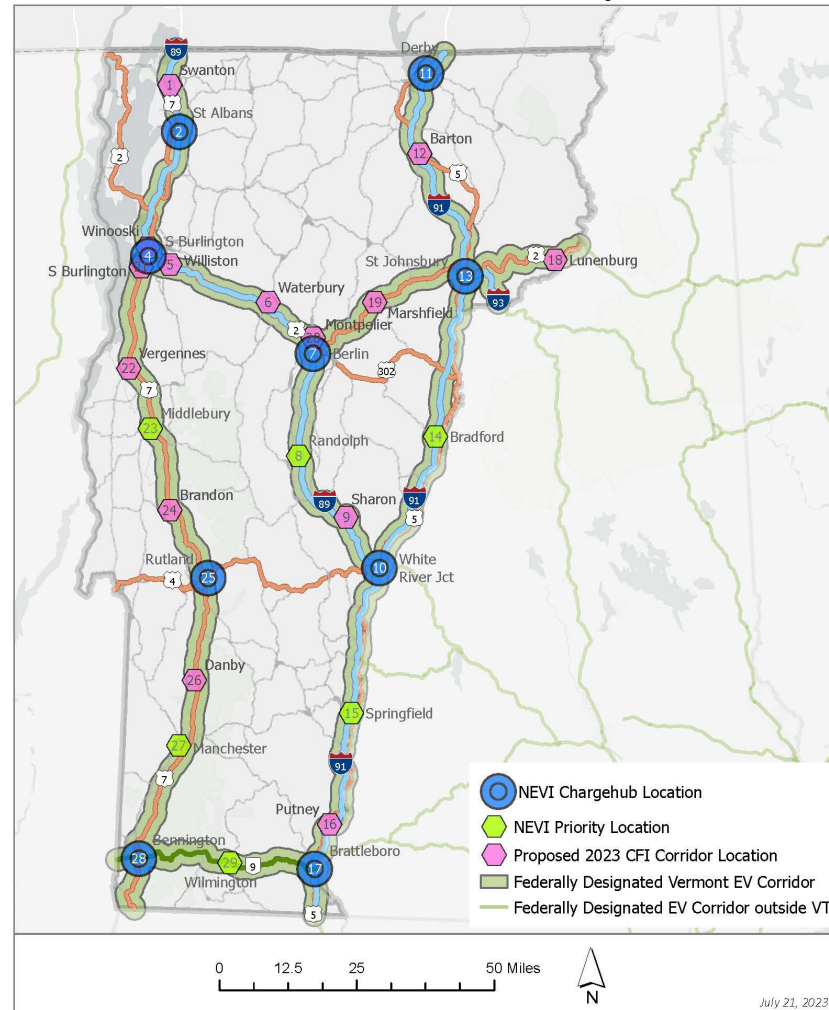 89
Derby
Swanton
11
1
7
St Albans
2
Barton
2
12
5
91
Winooski
S Burlington
4
S Burlington
5
Williston
St Johnsbury
2
18
Lunenburg
13
Waterbury
6
19
93
2
Montpelier
Marshfield
7
Berlin
Vergennes
22
302
7
Middlebury
23
14
Bradford
Randolph
8
Brandon
24
89
Sharon
91
9
5
Rutland
White
River Jct
10
25
4
Danby
26
15
Springfield
27
Manchester
91
7
Putney
16
Bennington
28
29
9
Brattleboro
17
Wilmington
5
NEVI Chargehub Location
NEVI Priority Location
Proposed 2023 CFI Corridor Location
Federally Designated Vermont EV Corridor
Federally Designated EV Corridor outside VT
0 12.5 25 50 Miles
N
July 21, 2023